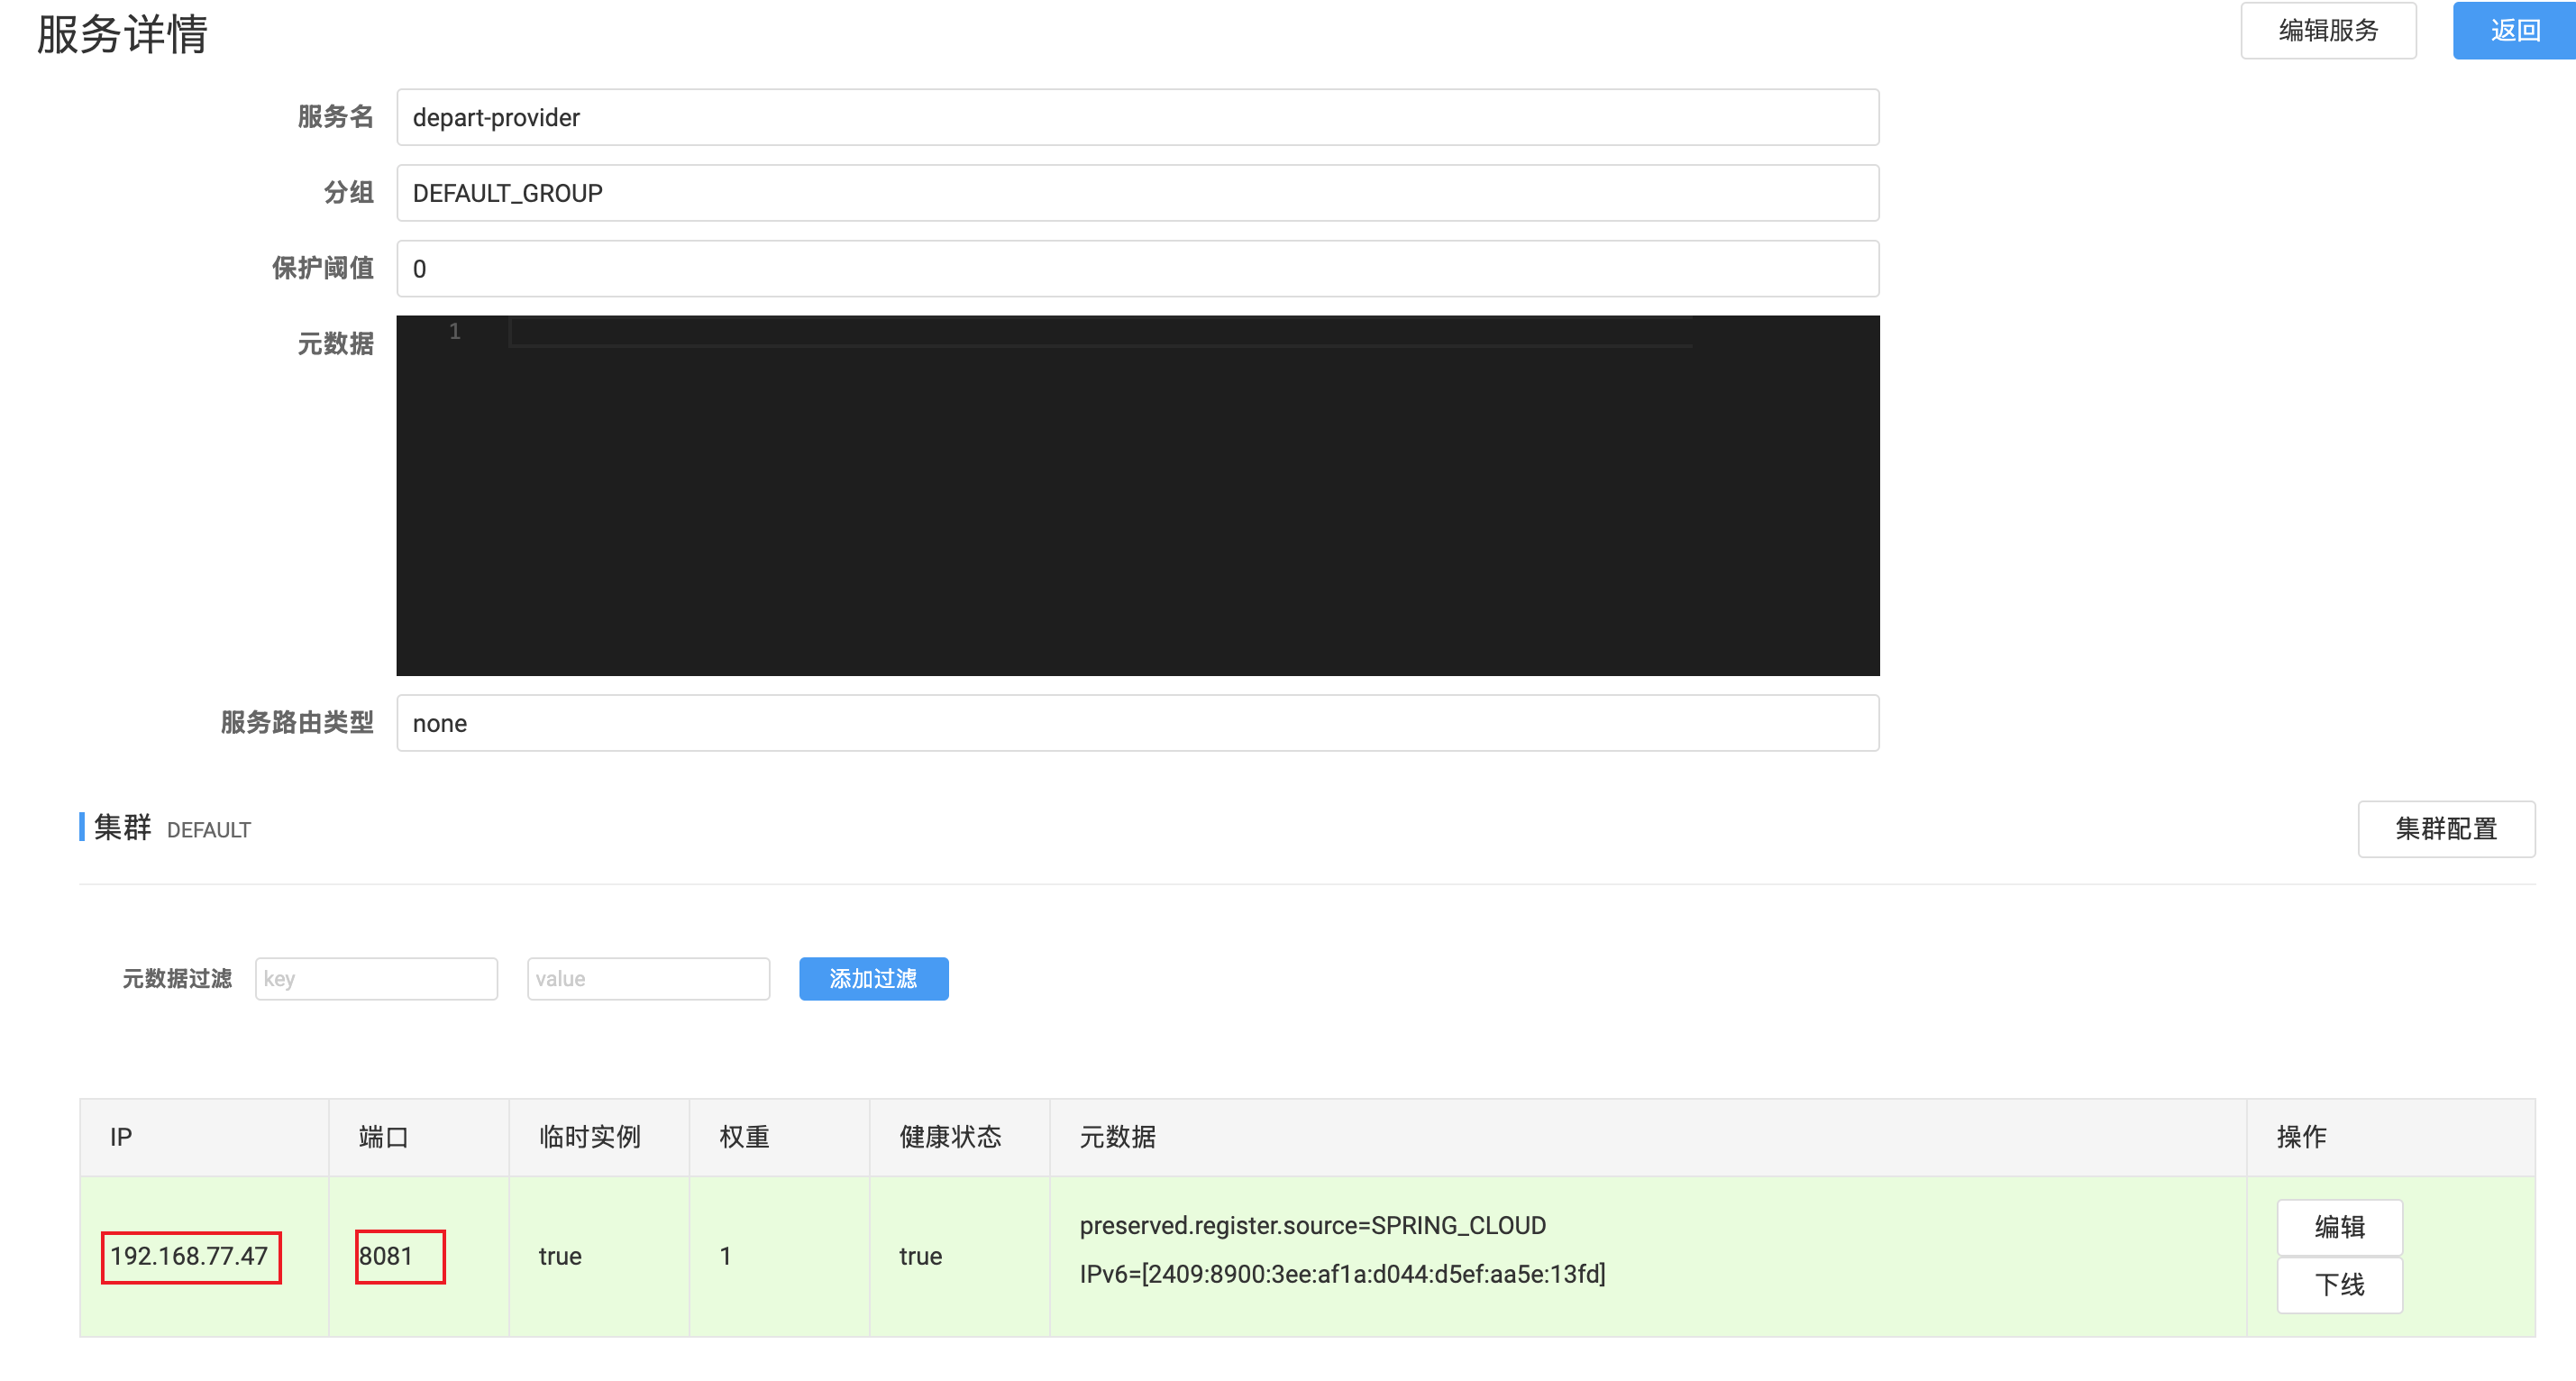 服务详情
编辑服务
返回
服务名 depart-provider
分组 DEFAULT_GROUP
保护阈值 0
元数据 1
服务路由类型 none
集群 DEFAULT
集群配置
元数据过滤 key value 添加过滤
IP 端口 临时实例 权重 健康状态 元数据 操作
192.168.77.47 8081 true 1 true
preserved.register.source=SPRING_CLOUD
IPv6=[2409:8900:3ee:af1a:d044:d5ef:aa5e:13fd]
编辑
下线